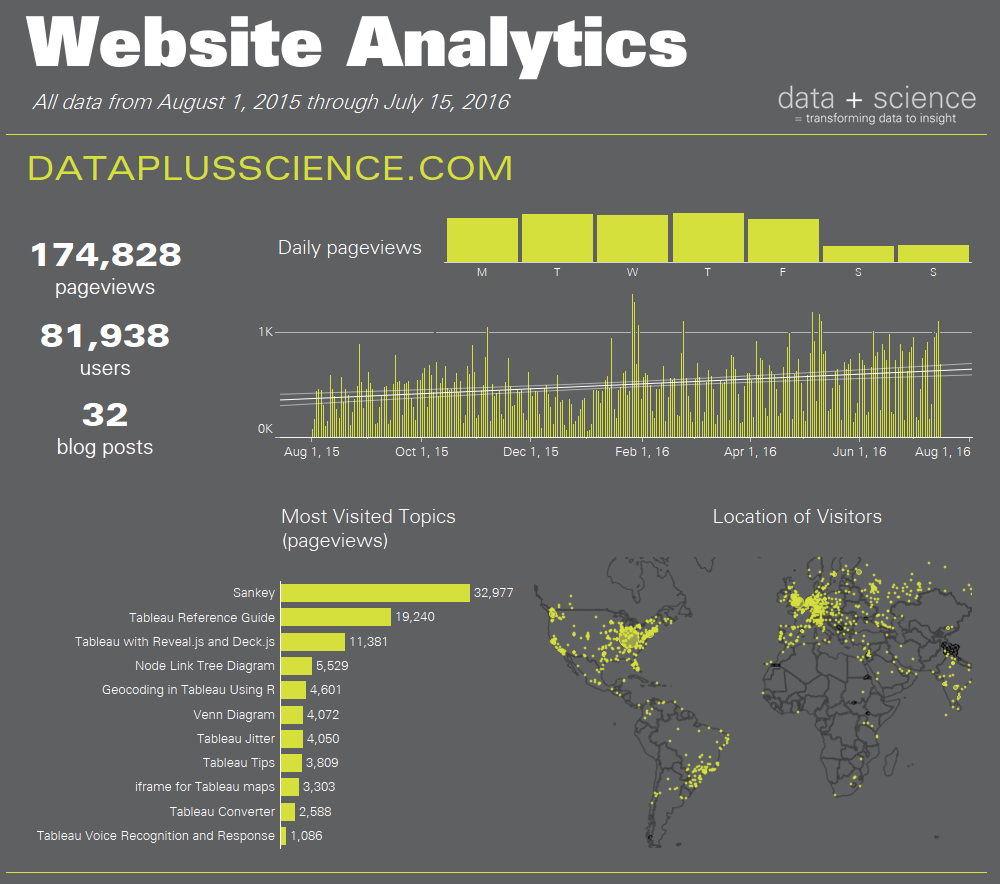 Website Analytics
All data from August 1, 2015 through July 15, 2016
data + science
= transforming data to insight
DATAPLUSSCIENCE.COM
174,828
pageviews
81,938
users
32
blog posts
Daily pageviews
M T W T F S S
1K
0K
Aug 1, 15 Oct 1, 15 Dec 1, 15 Feb 1, 16 Apr 1, 16 Jun 1, 16 Aug 1, 16
Most Visited Topics
(pageviews)
Sankey 32,977
Tableau Reference Guide 19,240
Tableau with Reveal.js and Deck.js 11,381
Node Link Tree Diagram 5,529
Geocoding in Tableau Using R 4,601
Venn Diagram 4,072
Tableau Jitter 4,050
Tableau Tips 3,809
iframe for Tableau maps 3,303
Tableau Converter 2,588
Tableau Voice Recognition and Response 1,086
Location of Visitors